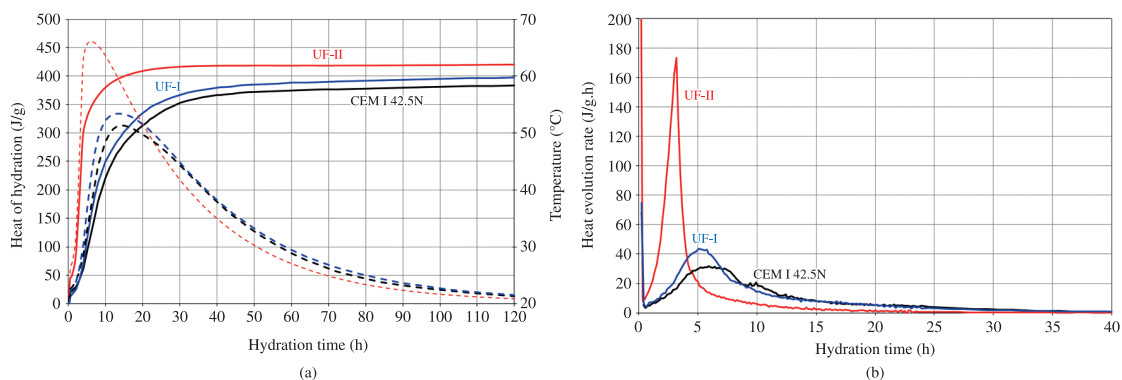 500
450
400
350
300
250
200
150
100
50
0
Heat of hydration (J/g)
70
60
50
40
30
20
Temperature (°C)
UF-II
UF-I
CEM I 42.5N
0 10 20 30 40 50 60 70 80 90 100 110 120
Hydration time (h)
(a)
200
180
160
140
120
100
80
60
40
20
0
Heat evolution rate (J/g.h)
UF-II
UF-I
CEM I 42.5N
0 5 10 15 20 25 30 35 40
Hydration time (h)
(b)